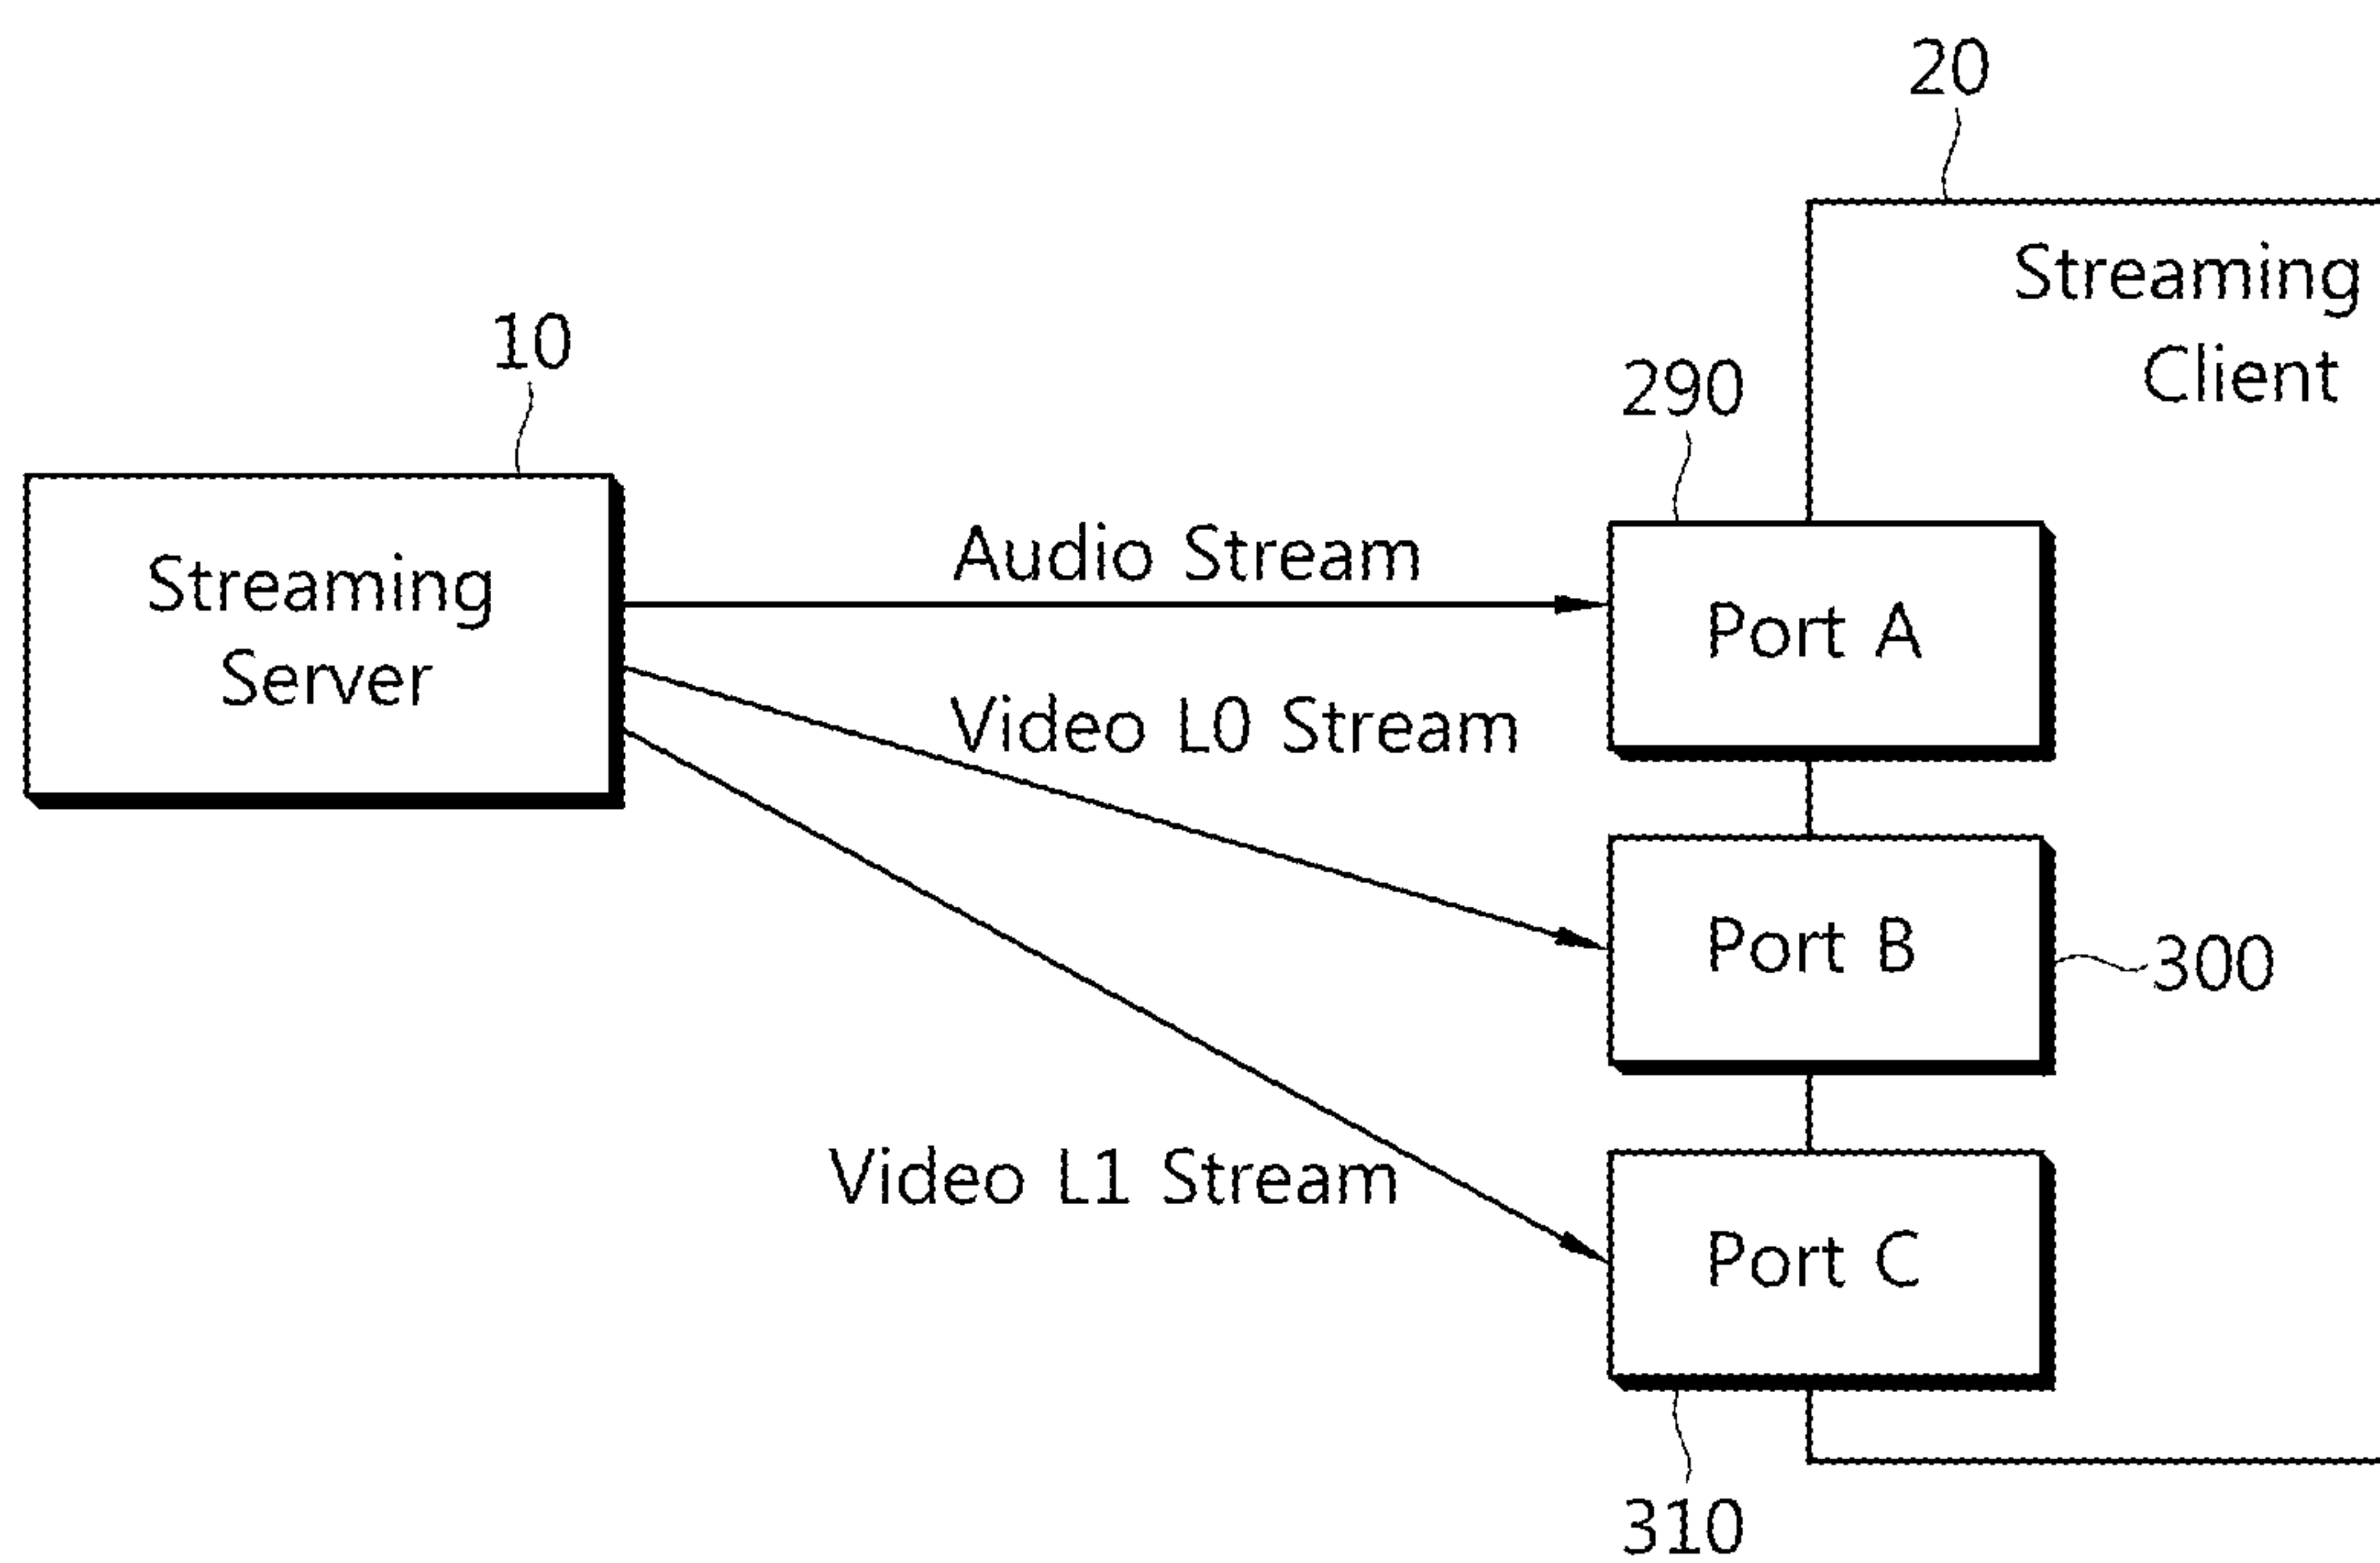 20
Streaming
Client
10
290
Streaming
Server
Audio Stream
Port A
Video L0 Stream
Port B
300
Video L1 Stream
Port C
310